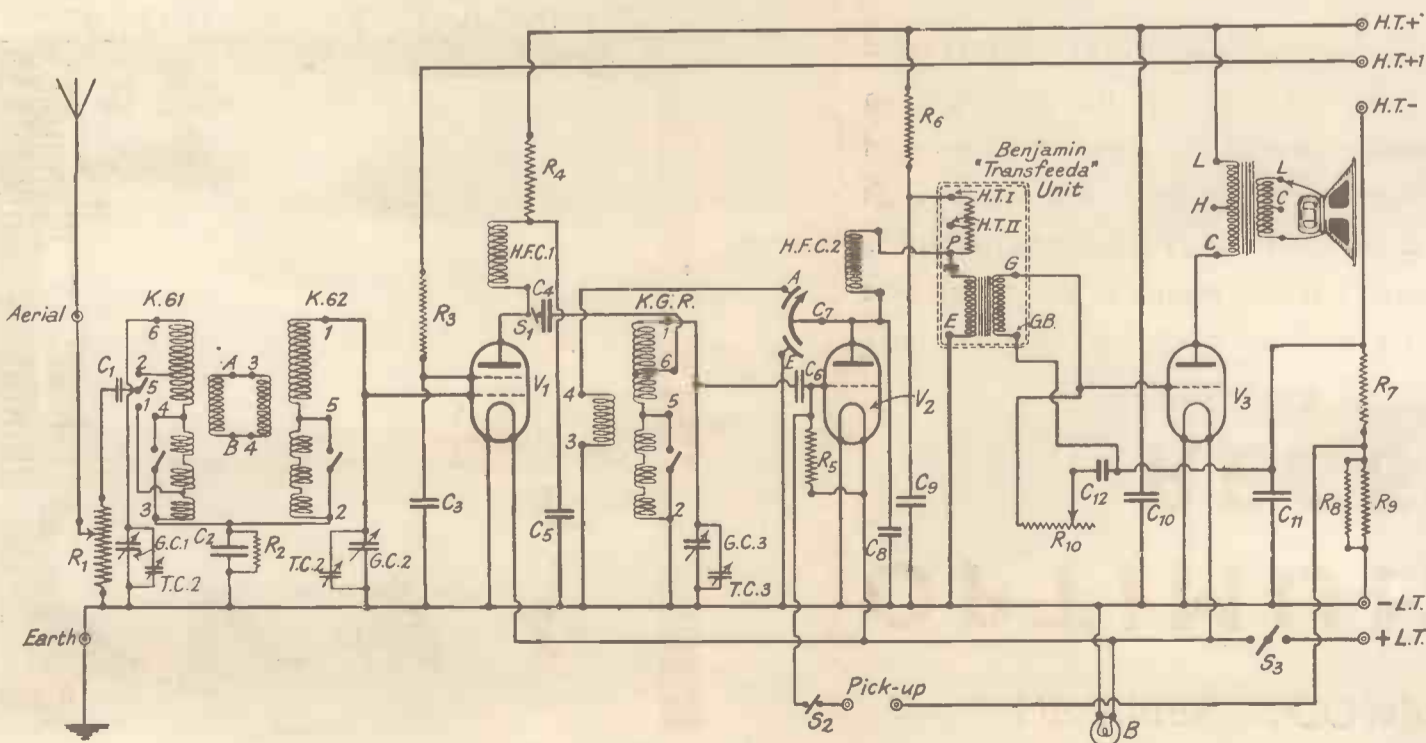 H.T.+
H.T.+1
H.T.-
R6
R4
Benjamin
"Transfeeda"
Unit
L
L
H.T.I
H.F.C.1
H.T.II
H
C
H.F.C.2
P
A
G
C4
K.61
K.62
K.G.R.
C
S1
C7
Aerial
6
1
R3
1
E
G.B.
E
C1
2
A
3
V1
6
C6
V2
V3
R7
5
4
1
5
4
5
B
4
3
R5
C9
C12
3
2
C3
2
C10
C11
R8
R9
R1
G.C.1
C2
R2
T.C.2
G.C.2
C5
G.C.3
C8
R10
T.C.2
T.C.3
- L.T.
Earth
+ L.T.
S3
Pick-up
S2
B